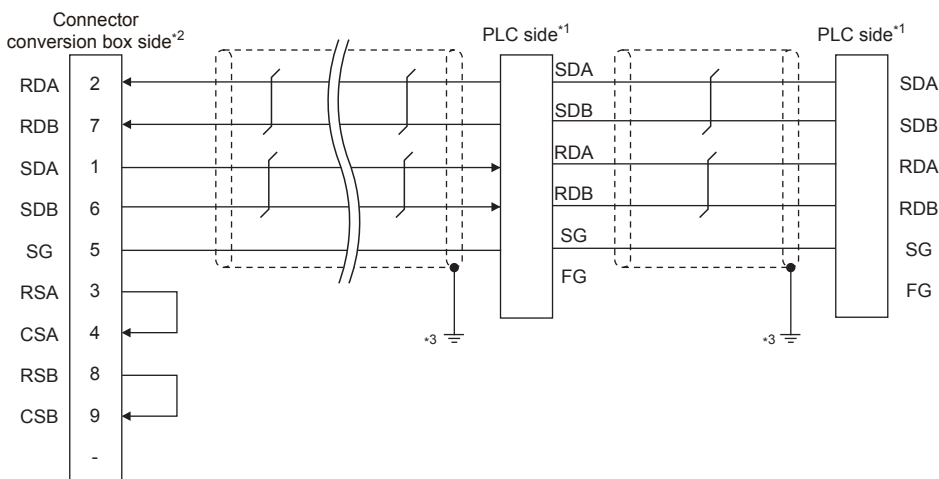 Connector
conversion box side*2
PLC side*1
PLC side*1
RDA 2 SDA SDA
RDB 7 SDB SDB
SDA 1 RDA RDA
SDB 6 RDB RDB
SG 5 SG SG
RSA 3 FG FG
CSA 4 *3 *3
RSB 8
CSB 9
-